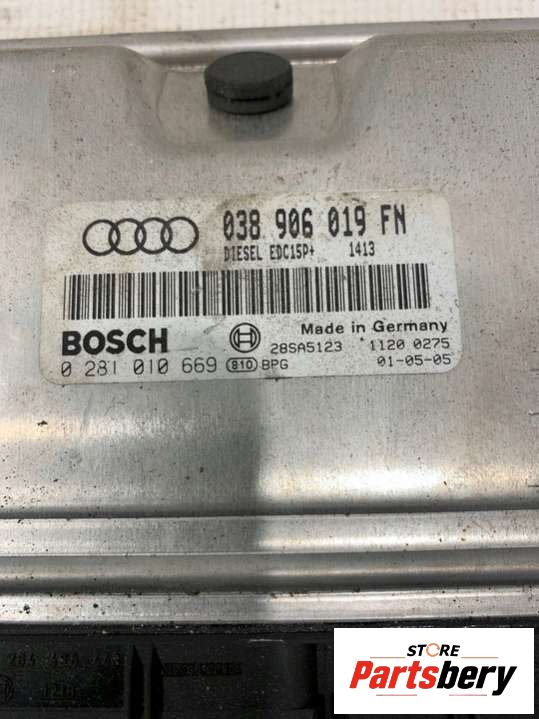 038 906 019 FN
DIESEL EDC15P+ 1413
BOSCH
Made in Germany
28SA5123 *1120 0275
0 281 010 669 810 BPG 01-05-05
STORE
Partsbery